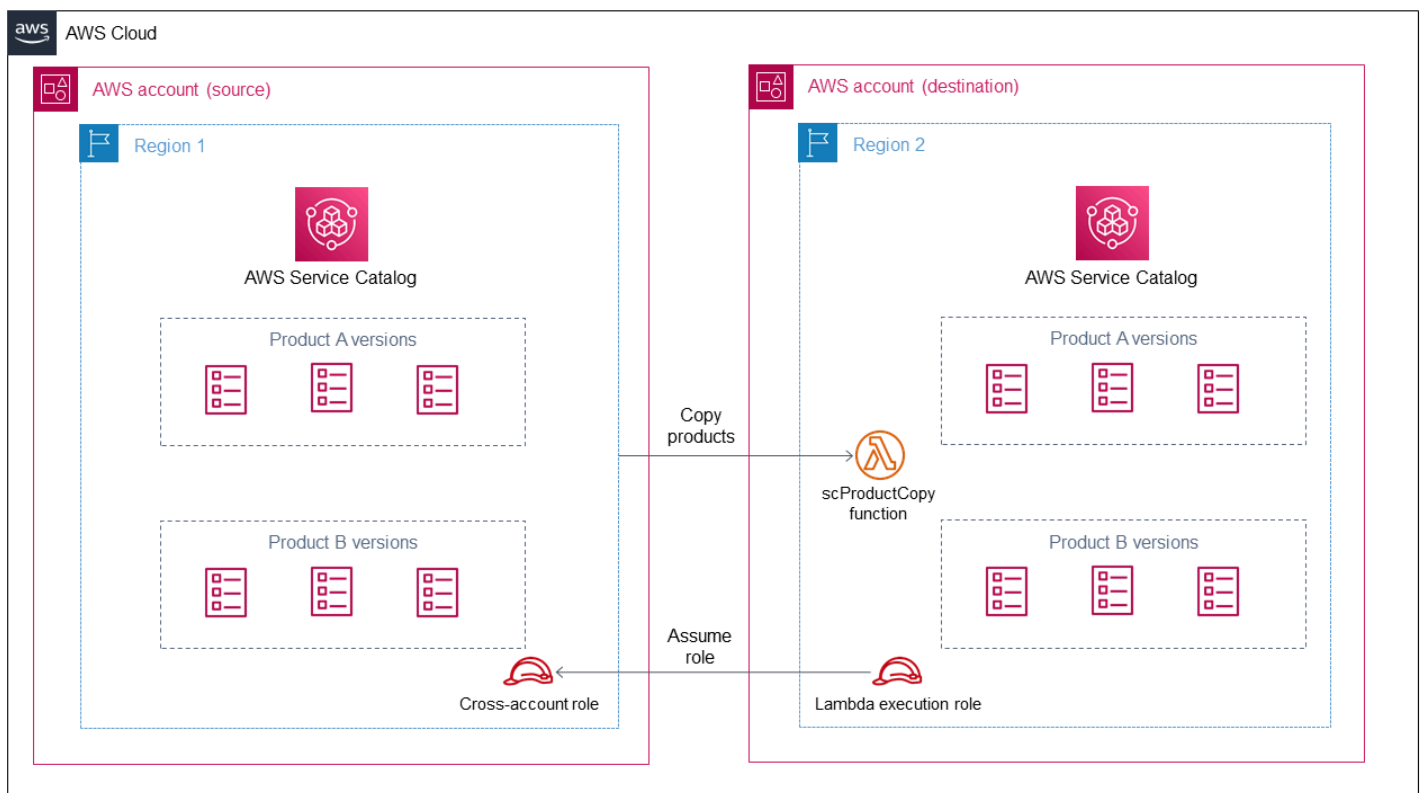 aws
AWS Cloud
AWS account (source)
Region 1
AWS Service Catalog
Product A versions
Product B versions
Cross-account role
Copy
products
Assume
role
AWS account (destination)
Region 2
AWS Service Catalog
Product A versions
scProductCopy
function
Product B versions
Lambda execution role